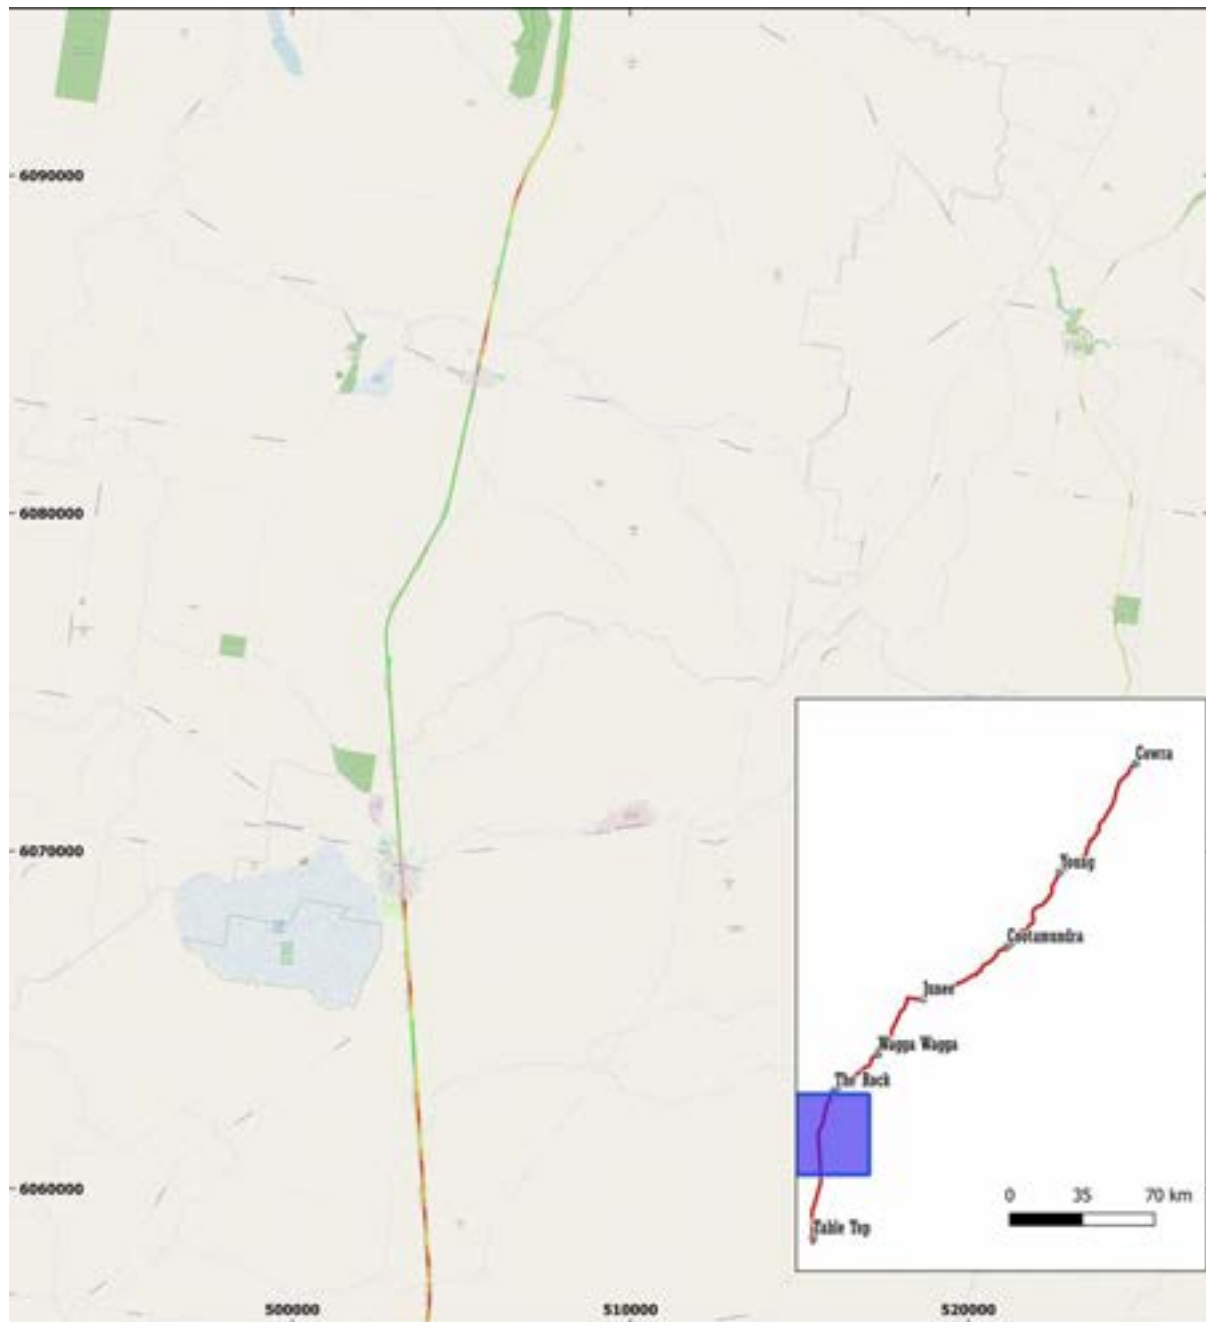 6090000
6080000
6070000
6060000
500000
510000
520000
Cowra
Young
Cootamundra
Junee
Wagga Wagga
The Rock
Table Top
0 35 70 km